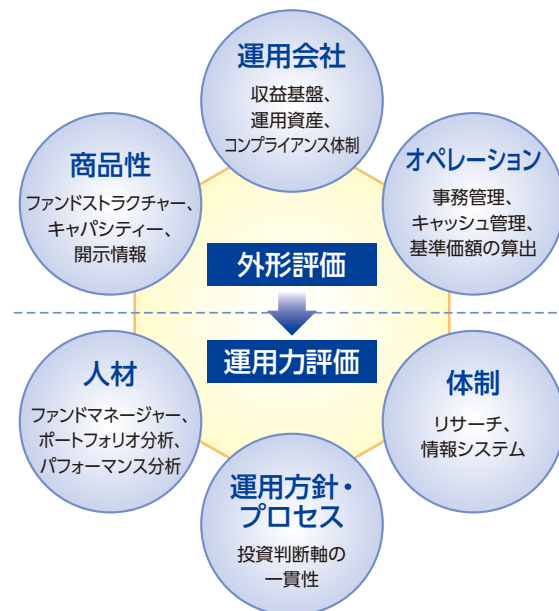 運用会社
収益基盤、
運用資産、
コンプライアンス体制
商品性
ファンドストラクチャー、
キャパシティー、
開示情報
オペレーション
事務管理、
キャッシュ管理、
基準価額の算出
外形評価
運用力評価
人材
ファンドマネージャー、
ポートフォリオ分析、
パフォーマンス分析
体制
リサーチ、
情報システム
運用方針・
プロセス
投資判断軸の
一貫性